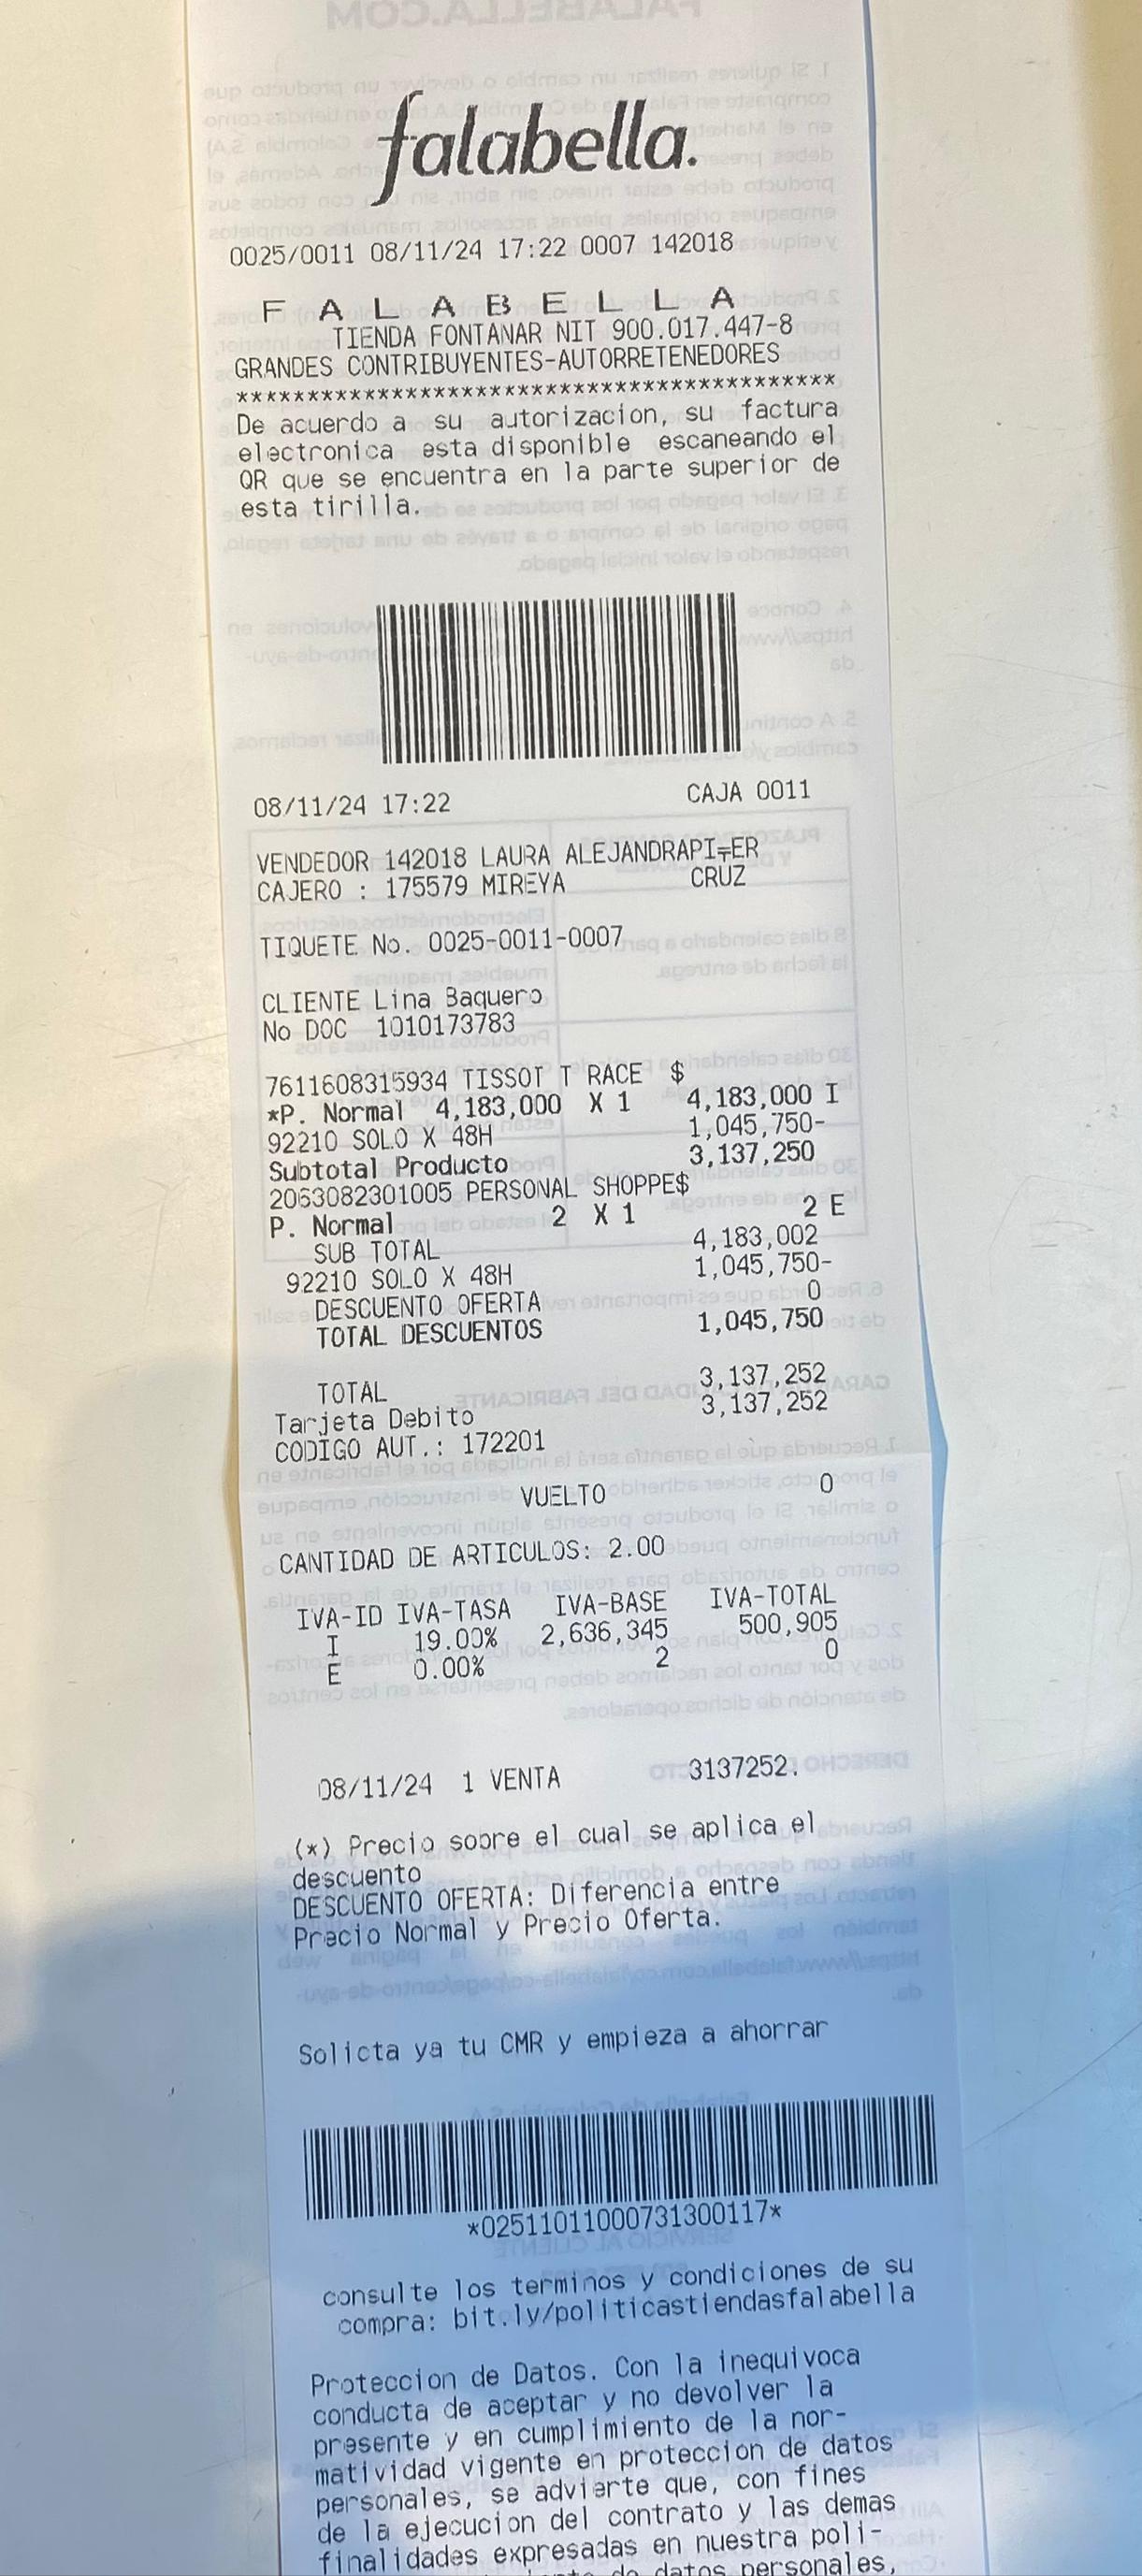 falabella.
0025/0011 08/11/24 17:22 0007 142018
F A L A B E L L A
TIENDA FONTANAR NIT 900.017.447-8
GRANDES CONTRIBUYENTES-AUTORRETENEDORES
******************************************
De acuerdo a su autorizacion, su factura
electronica esta disponible escaneando el
QR que se encuentra en la parte superior de
esta tirilla.
08/11/24 17:22 CAJA 0011
VENDEDOR 142018 LAURA ALEJANDRAPI╤ER
CAJERO : 175579 MIREYA CRUZ
TIQUETE No. 0025-0011-0007
CLIENTE Lina Baquero
No DOC 1010173783
7611608315934 TISSOT T RACE $
*P. Normal 4,183,000 X 1 4,183,000 I
92210 SOLO X 48H 1,045,750-
Subtotal Producto 3,137,250
2063082301005 PERSONAL SHOPPE$
P. Normal 2 X 1 2 E
SUB TOTAL 4,183,002
92210 SOLO X 48H 1,045,750-
DESCUENTO OFERTA 0
TOTAL DESCUENTOS 1,045,750
TOTAL 3,137,252
Tarjeta Debito 3,137,252
CODIGO AUT.: 172201
VUELTO 0
CANTIDAD DE ARTICULOS: 2.00
IVA-ID IVA-TASA IVA-BASE IVA-TOTAL
I 19.00% 2,636,345 500,905
E 0.00% 2 0
08/11/24 1 VENTA 3137252.
(*) Precio sobre el cual se aplica el
descuento
DESCUENTO OFERTA: Diferencia entre
Precio Normal y Precio Oferta.
Solicta ya tu CMR y empieza a ahorrar
*02511011000731300117*
consulte los terminos y condiciones de su
compra: bit.ly/politicastiendasfalabella
Proteccion de Datos. Con la inequivoca
conducta de aceptar y no devolver la
presente y en cumplimiento de la nor-
matividad vigente en proteccion de datos
personales, se advierte que, con fines
de la ejecucion del contrato y las demas
finalidades expresadas en nuestra poli-
de datos personales,